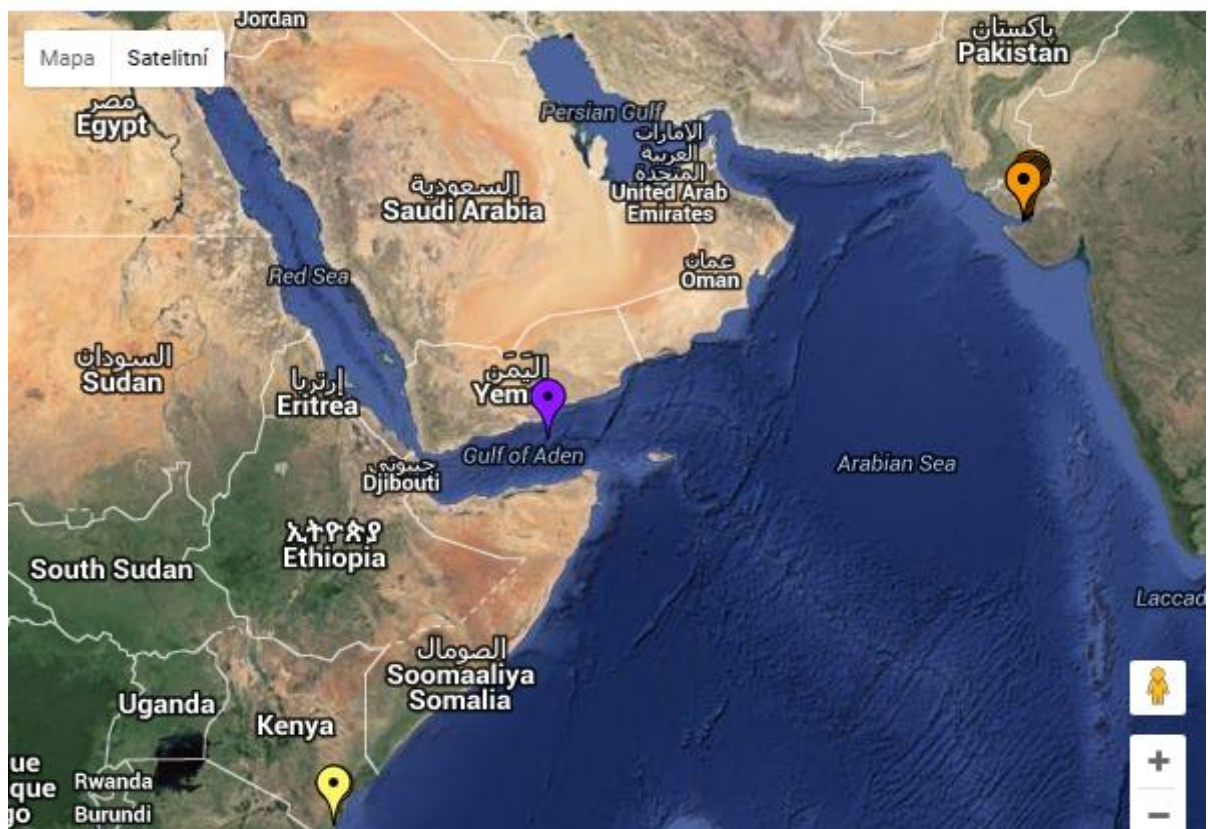 Jordan
Mapa
Satelitní
پاکستان
Pakistan
مصر
Egypt
Persian Gulf
الإمارات
العربية
المتحدة
United Arab
Emirates
السعودية
Saudi Arabia
عمان
Oman
Red Sea
السودان
Sudan
إرتريا
Eritrea
اليَمَن
Yem
Gulf of Aden
Arabian Sea
جيبوتي
Djibouti
ኢትዮጵያ
Ethiopia
South Sudan
Laccad
الصومال
Soomaaliya
Somalia
Uganda
Kenya
ue
que
go
Rwanda
Burundi
+
−